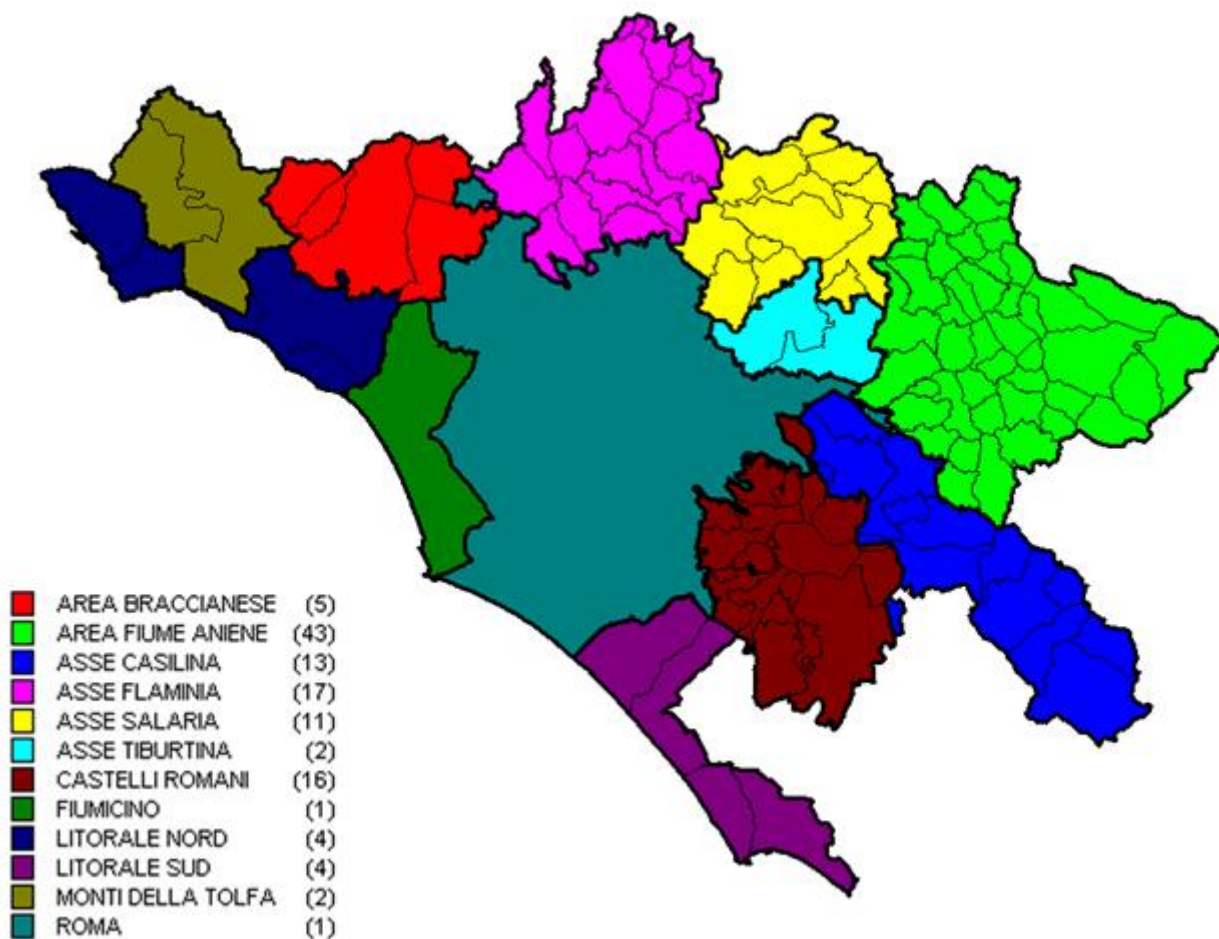 AREA BRACCIANESE (5)
AREA FIUME ANIENE (43)
ASSE CASILINA (13)
ASSE FLAMINIA (17)
ASSE SALARIA (11)
ASSE TIBURTINA (2)
CASTELLI ROMANI (16)
FIUMICINO (1)
LITORALE NORD (4)
LITORALE SUD (4)
MONTI DELLA TOLFA (2)
ROMA (1)